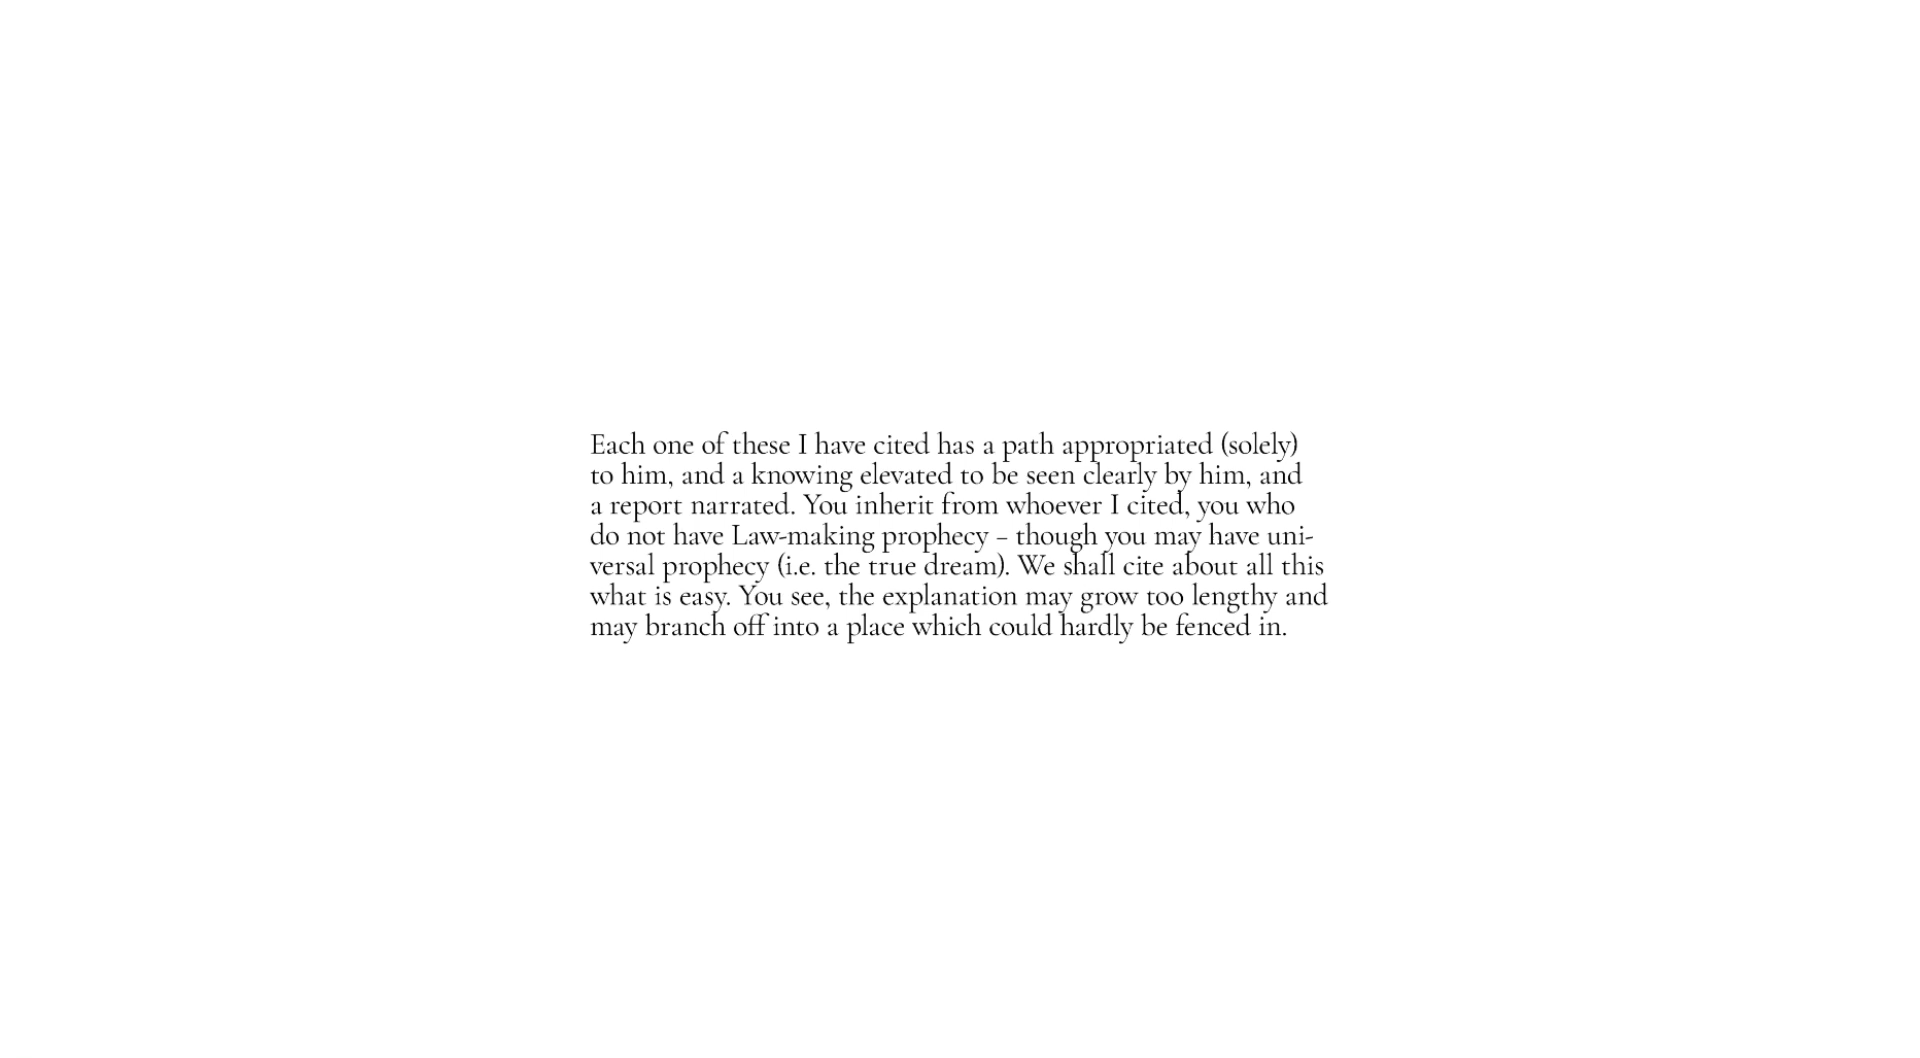 Each one of these I have cited has a path appropriated (solely)
to him, and a knowing elevated to be seen clearly by him, and
a report narrated. You inherit from whoever I cited, you who
do not have Law-making prophecy – though you may have uni-
versal prophecy (i.e. the true dream). We shall cite about all this
what is easy. You see, the explanation may grow too lengthy and
may branch off into a place which could hardly be fenced in.